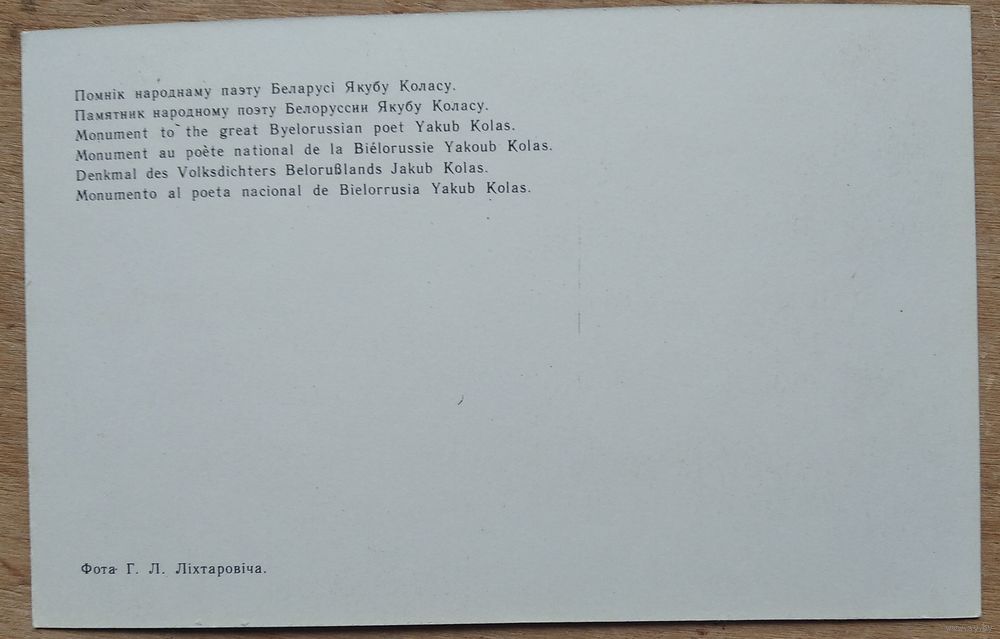 Помнік народнаму паэту Беларусі Якубу Коласу.
Памятник народному поэту Белоруссии Якубу Коласу.
Monument to the great Byelorussian poet Yakub Kolas.
Monument au poète national de la Biélorussie Yakoub Kolas.
Denkmal des Volksdichters Belorußlands Jakub Kolas.
Monumento al poeta nacional de Bielorrusia Yakub Kolas.
Фота Г. Л. Ліхтаровіча.